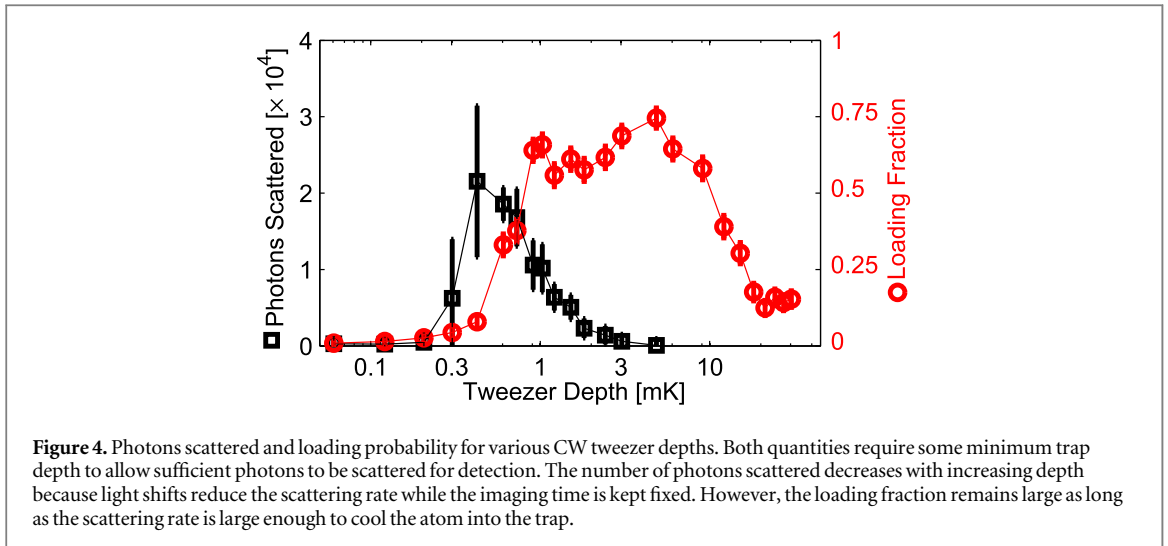 4
3
2
1
0
Photons Scattered [× 10⁴]
1
0.75
0.5
0.25
0
Loading Fraction
0.1 0.3 1 3 10
Tweezer Depth [mK]
Figure 4. Photons scattered and loading probability for various CW tweezer depths. Both quantities require some minimum trap
depth to allow sufficient photons to be scattered for detection. The number of photons scattered decreases with increasing depth
because light shifts reduce the scattering rate while the imaging time is kept fixed. However, the loading fraction remains large as long
as the scattering rate is large enough to cool the atom into the trap.